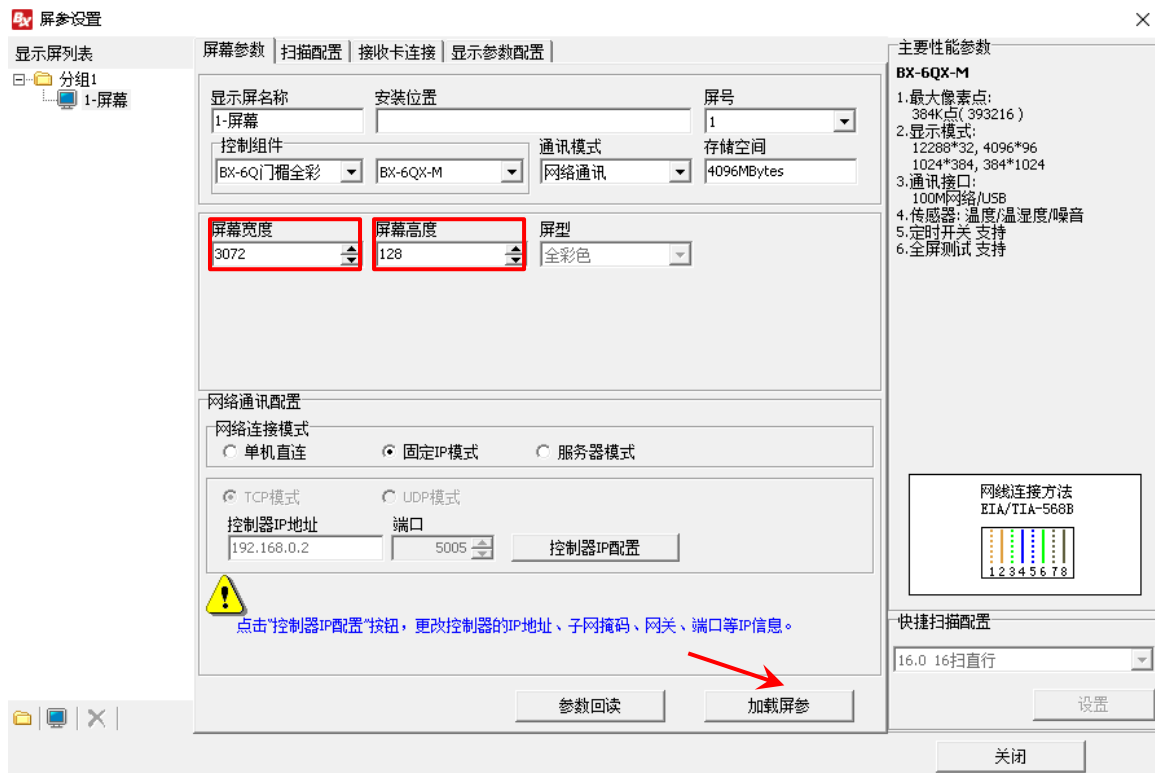 BX 屏参设置
显示屏列表
分组1
1-屏幕
屏幕参数 扫描配置 接收卡连接 显示参数配置
显示屏名称 安装位置 屏号
1-屏幕 1
控制组件 通讯模式 存储空间
BX-6Q门楣全彩 BX-6QX-M 网络通讯 4096MBytes
屏幕宽度 屏幕高度 屏型
3072 128 全彩色
网络通讯配置
网络连接模式
单机直连 固定IP模式 服务器模式
TCP模式 UDP模式
控制器IP地址 端口
192.168.0.2 5005 控制器IP配置
点击"控制器IP配置"按钮，更改控制器的IP地址、子网掩码、网关、端口等IP信息。
参数回读 加载屏参
主要性能参数
BX-6QX-M
1.最大像素点:
384K点( 393216 )
2.显示模式:
12288*32, 4096*96
1024*384, 384*1024
3.通讯接口:
100M网络/USB
4.传感器: 温度/温湿度/噪音
5.定时开关 支持
6.全屏测试 支持
网线连接方法
EIA/TIA-568B
1 2 3 4 5 6 7 8
快捷扫描配置
16.0 16扫直行
设置
关闭